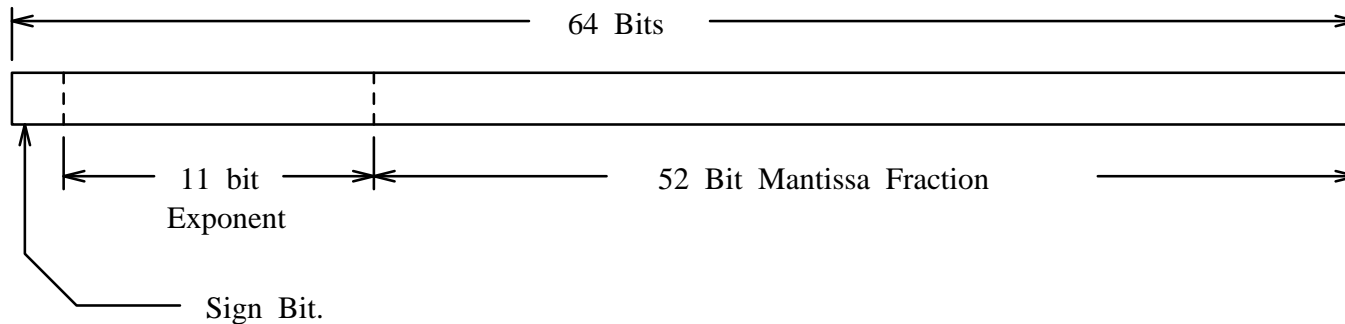 64 Bits
11 bit
Exponent
52 Bit Mantissa Fraction
Sign Bit.